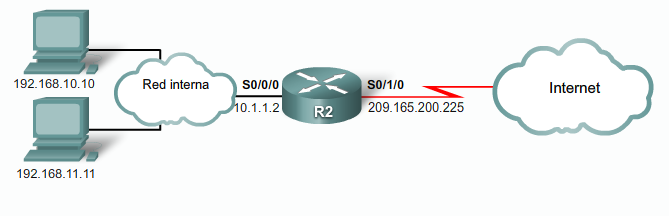 192.168.10.10
Red interna
S0/0/0
10.1.1.2
R2
S0/1/0
209.165.200.225
Internet
192.168.11.11